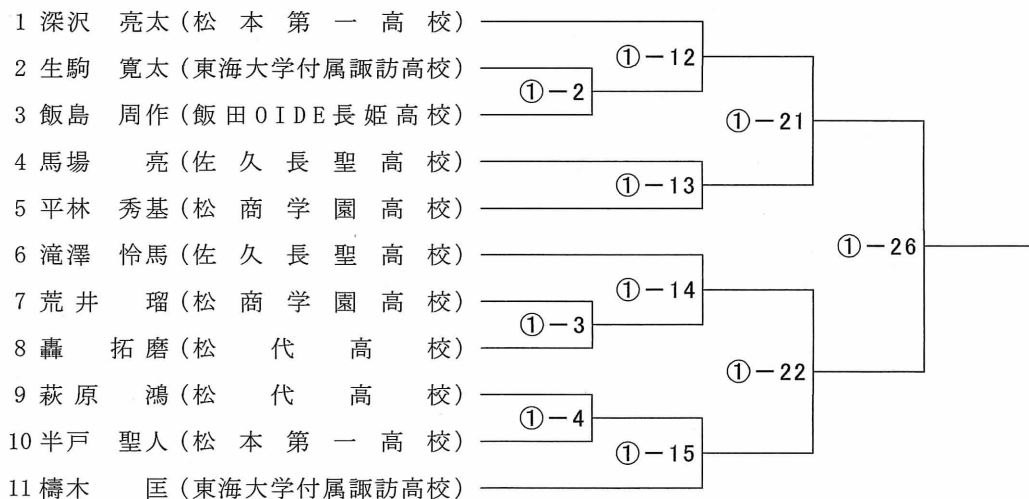 1 深沢 亮太 (松本第一高校)
2 生駒 寛太 (東海大学付属諏訪高校)
3 飯島 周作 (飯田OIDE長姫高校)
4 馬場 亮 (佐久長聖高校)
5 平林 秀基 (松商学園高校)
6 滝澤 怜馬 (佐久長聖高校)
7 荒井 瑠 (松商学園高校)
8 轟 拓磨 (松代高校)
9 萩原 鴻 (松代高校)
10 半戸 聖人 (松本第一高校)
11 檮木 匡 (東海大学付属諏訪高校)
①-2
①-3
①-4
①-12
①-13
①-14
①-15
①-21
①-22
①-26